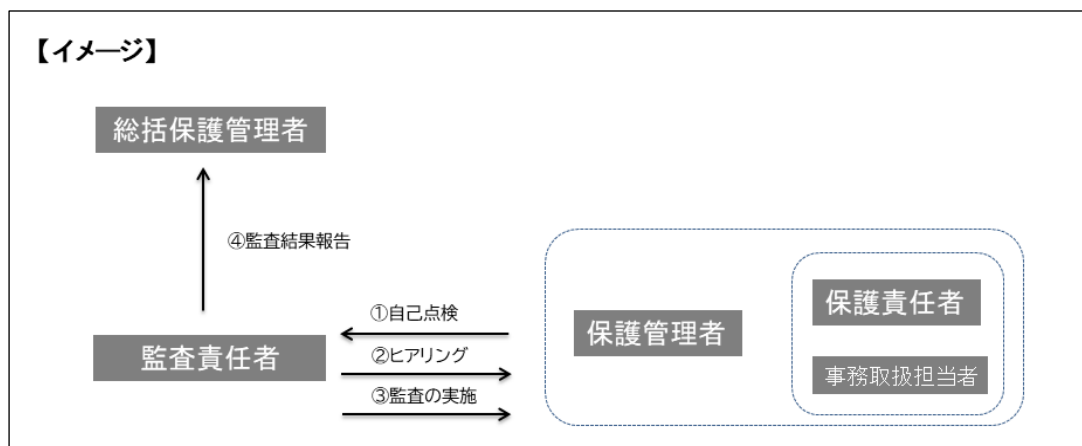 【イメージ】
総括保護管理者
④監査結果報告
①自己点検
保護責任者
保護管理者
監査責任者
②ヒアリング
事務取扱担当者
③監査の実施